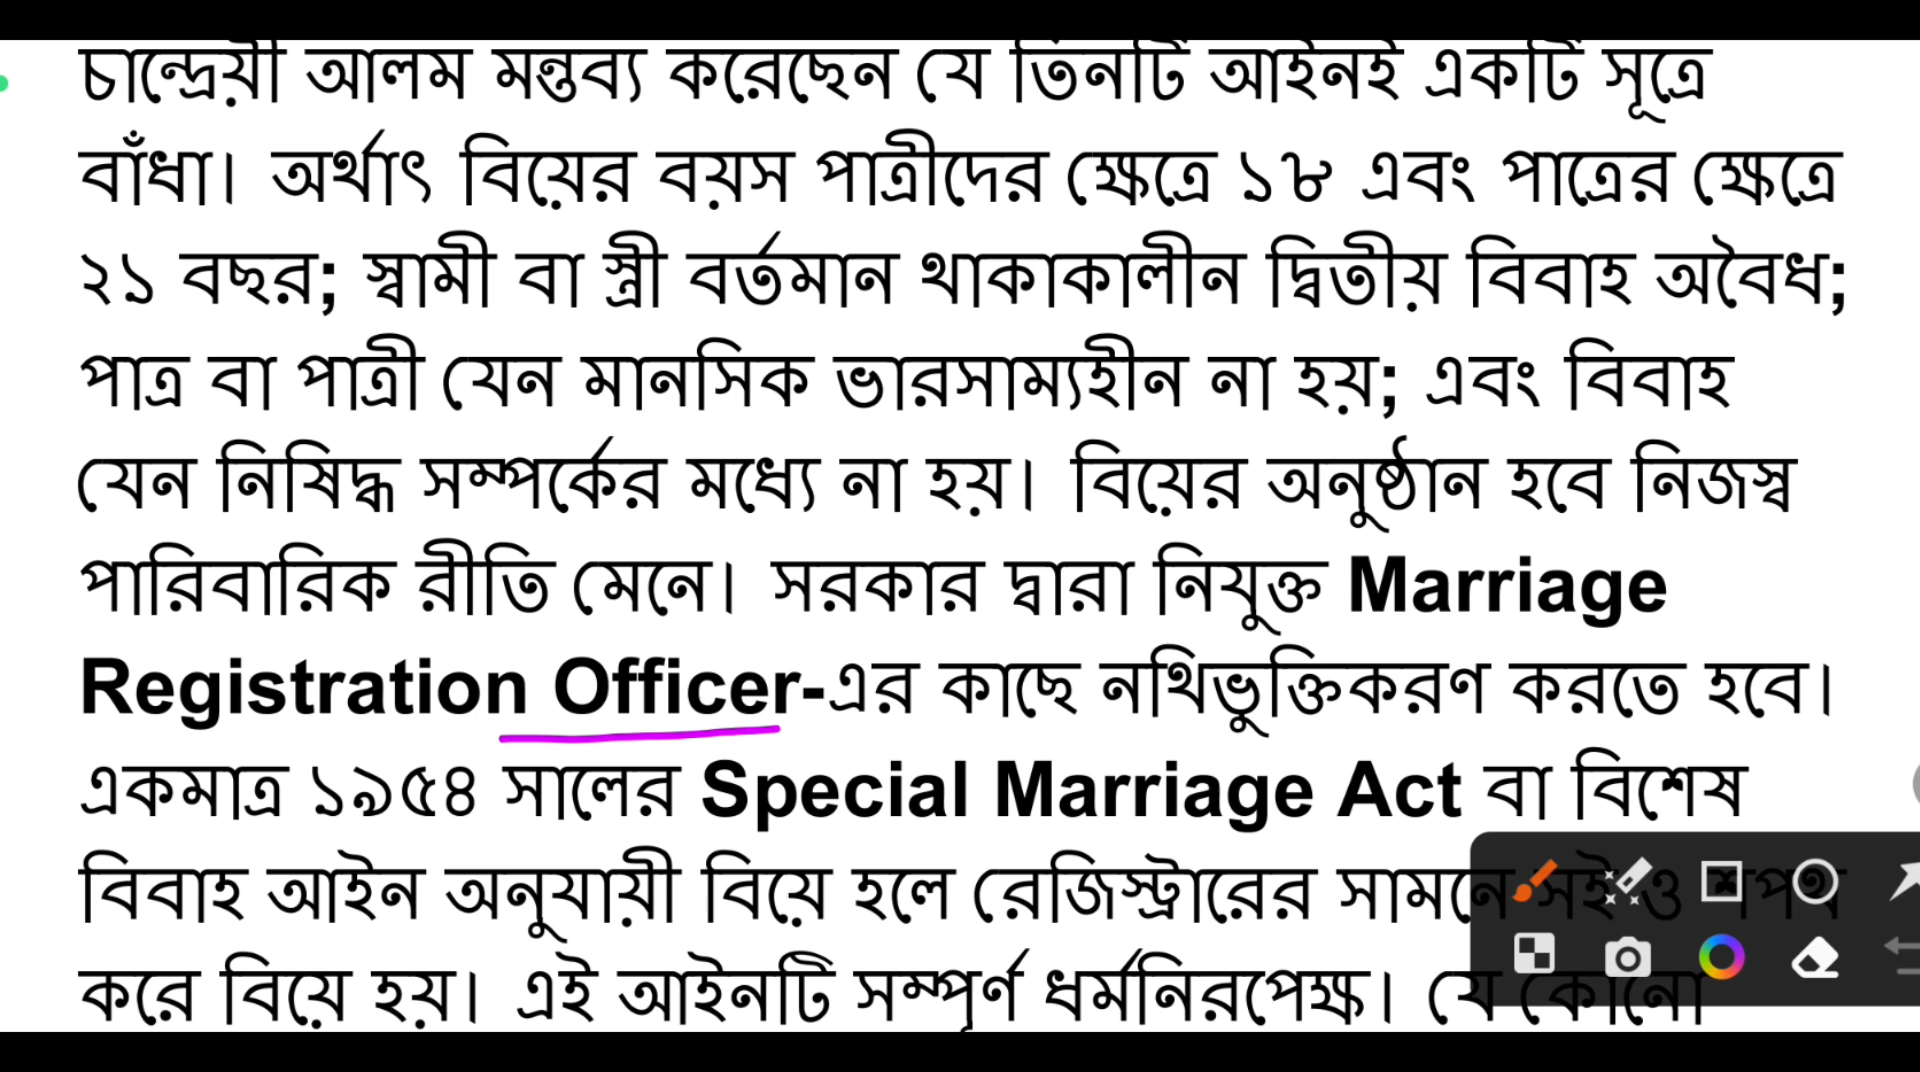 চান্দ্রেয়ী আলম মন্তব্য করেছেন যে তিনটি আইনই একটি সূত্রে
বাঁধা। অর্থাৎ বিয়ের বয়স পাত্রীদের ক্ষেত্রে ১৮ এবং পাত্রের ক্ষেত্রে
২১ বছর; স্বামী বা স্ত্রী বর্তমান থাকাকালীন দ্বিতীয় বিবাহ অবৈধ;
পাত্র বা পাত্রী যেন মানসিক ভারসাম্যহীন না হয়; এবং বিবাহ
যেন নিষিদ্ধ সম্পর্কের মধ্যে না হয়। বিয়ের অনুষ্ঠান হবে নিজস্ব
পারিবারিক রীতি মেনে। সরকার দ্বারা নিযুক্ত Marriage
Registration Officer-এর কাছে নথিভুক্তিকরণ করতে হবে।
একমাত্র ১৯৫৪ সালের Special Marriage Act বা বিশেষ
বিবাহ আইন অনুযায়ী বিয়ে হলে রেজিস্ট্রারের সামনে সই ও শপথ
করে বিয়ে হয়। এই আইনটি সম্পূর্ণ ধর্মনিরপেক্ষ। যে কোনো